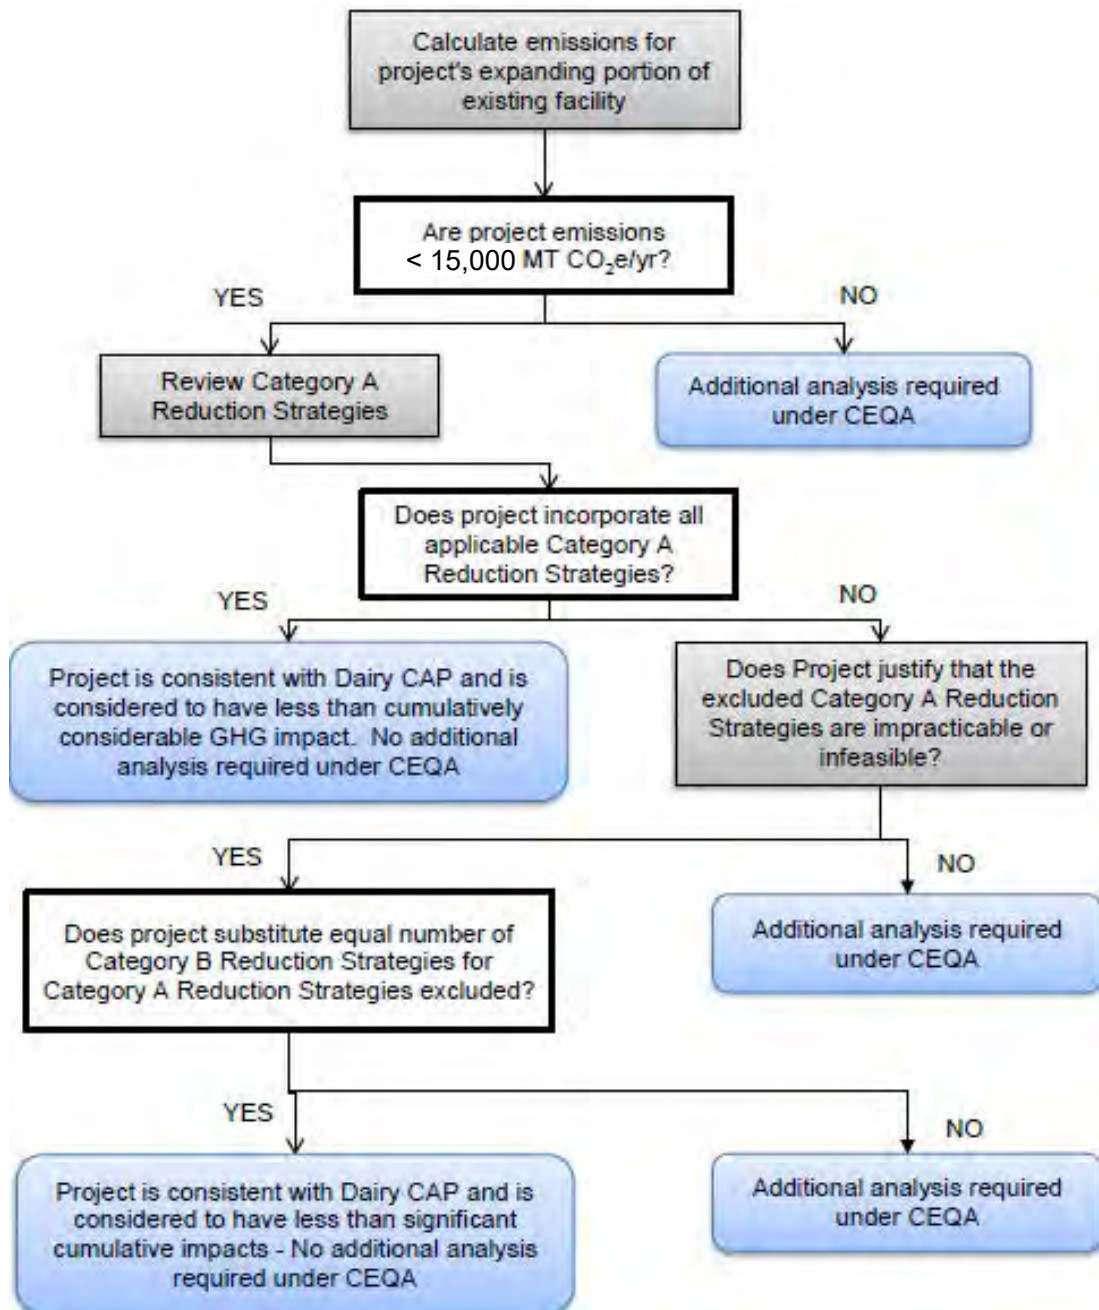 Calculate emissions for
project's expanding portion of
existing facility
Are project emissions
< 15,000 MT CO₂e/yr?
YES
NO
Review Category A
Reduction Strategies
Additional analysis required
under CEQA
Does project incorporate all
applicable Category A
Reduction Strategies?
YES
NO
Project is consistent with Dairy CAP and is
considered to have less than cumulatively
considerable GHG impact.  No additional
analysis required under CEQA
Does Project justify that the
excluded Category A Reduction
Strategies are impracticable or
infeasible?
YES
NO
Does project substitute equal number of
Category B Reduction Strategies for
Category A Reduction Strategies excluded?
Additional analysis required
under CEQA
YES
NO
Project is consistent with Dairy CAP and is
considered to have less than significant
cumulative impacts - No additional analysis
required under CEQA
Additional analysis required
under CEQA